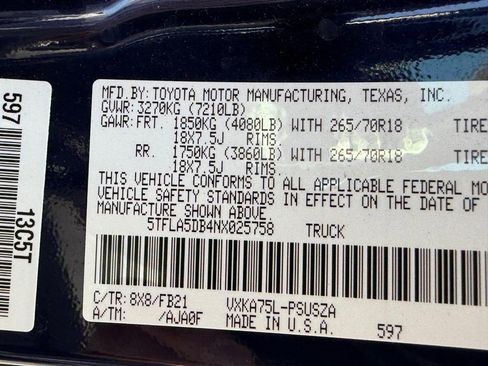 MFD.BY:TOYOTA MOTOR MANUFACTURING, TEXAS, INC.
GVWR:3270KG (7210LB)
GAWR:FRT. 1850KG (4080LB) WITH 265/70R18 TIRE
18X7.5J RIMS
RR. 1750KG (3860LB) WITH 265/70R18 TIRE
18X7.5J RIMS.
THIS VEHICLE CONFORMS TO ALL APPLICABLE FEDERAL MO
VEHICLE SAFETY STANDARDS IN EFFECT ON THE DATE O
MANUFACTURE SHOWN ABOVE.
5TFLA5DB4NX025758 TRUCK
C/TR:8X8/FB21 VXKA75L-PSUSZA
A/TM: /AJA0F MADE IN U.S.A. 597
597 13C5T